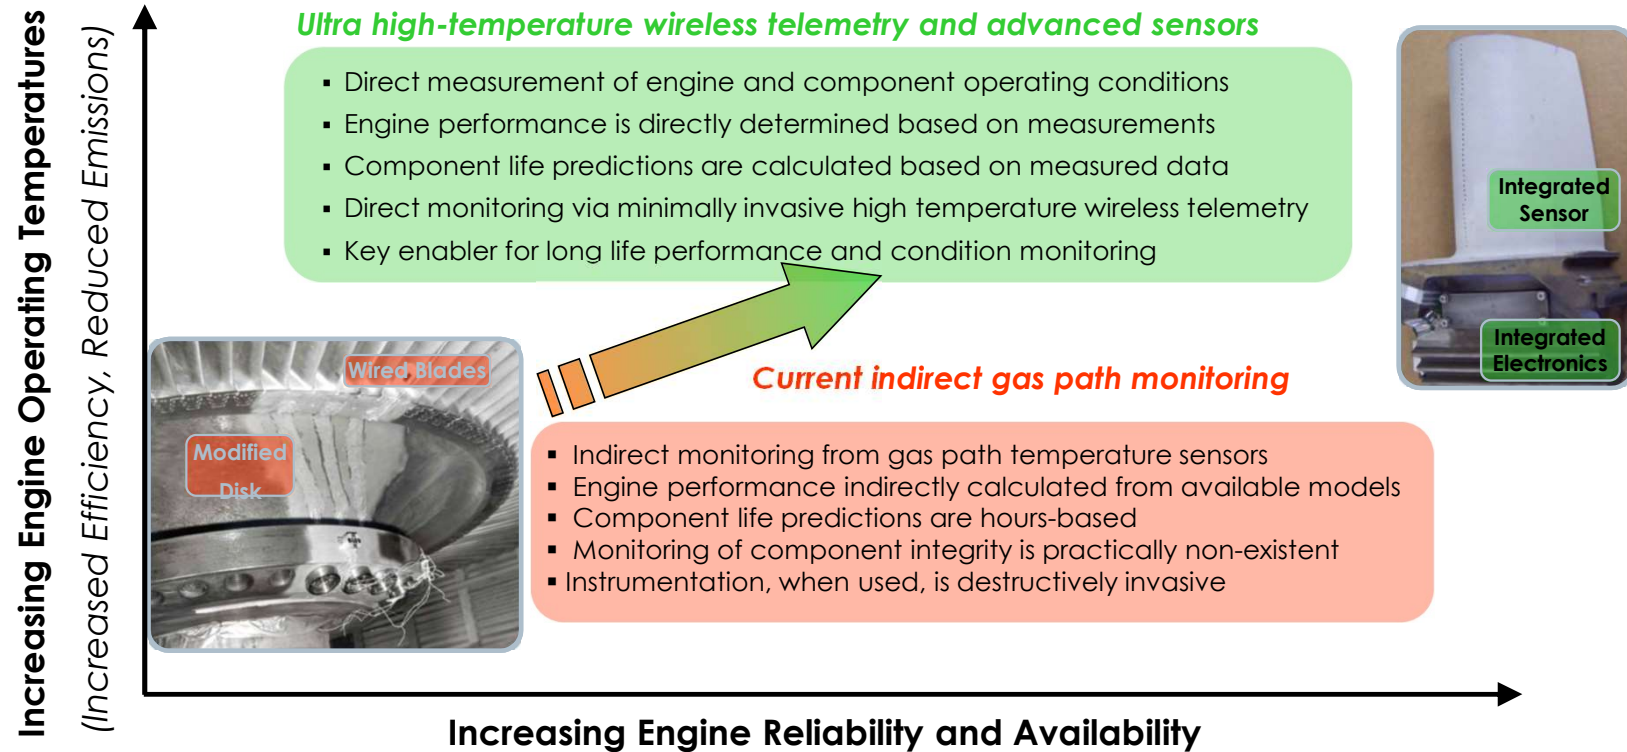 Increasing Engine Operating Temperatures
(Increased Efficiency, Reduced Emissions)
Ultra high-temperature wireless telemetry and advanced sensors
▪ Direct measurement of engine and component operating conditions
▪ Engine performance is directly determined based on measurements
▪ Component life predictions are calculated based on measured data
▪ Direct monitoring via minimally invasive high temperature wireless telemetry
▪ Key enabler for long life performance and condition monitoring
Integrated
Sensor
Integrated
Electronics
Wired Blades
Modified
Disk
Current indirect gas path monitoring
▪ Indirect monitoring from gas path temperature sensors
▪ Engine performance indirectly calculated from available models
▪ Component life predictions are hours-based
▪ Monitoring of component integrity is practically non-existent
▪ Instrumentation, when used, is destructively invasive
Increasing Engine Reliability and Availability